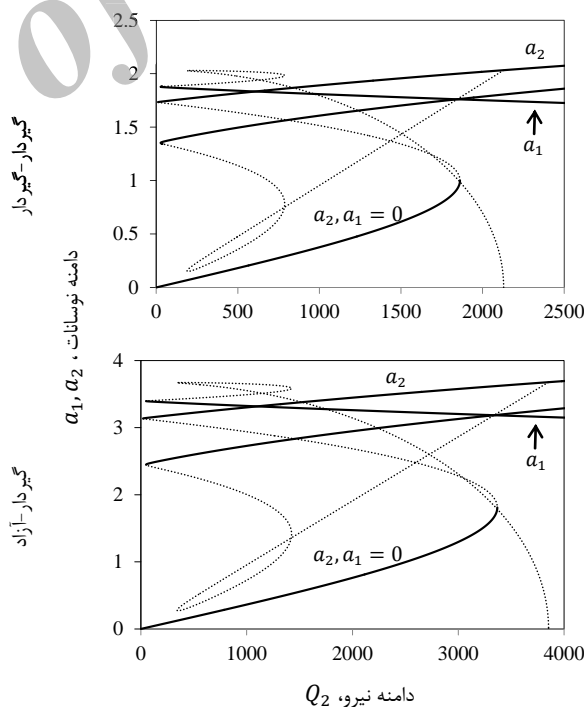 2.5
2
1.5
1
0.5
0
a₂
a₁
a₂, a₁ = 0
0 500 1000 1500 2000 2500
گیردار-گیردار
دامنه نوسانات، a₁, a₂
4
3
2
1
0
a₂
a₁
a₂, a₁ = 0
0 1000 2000 3000 4000
گیردار-آزاد
دامنه نیرو، Q₂